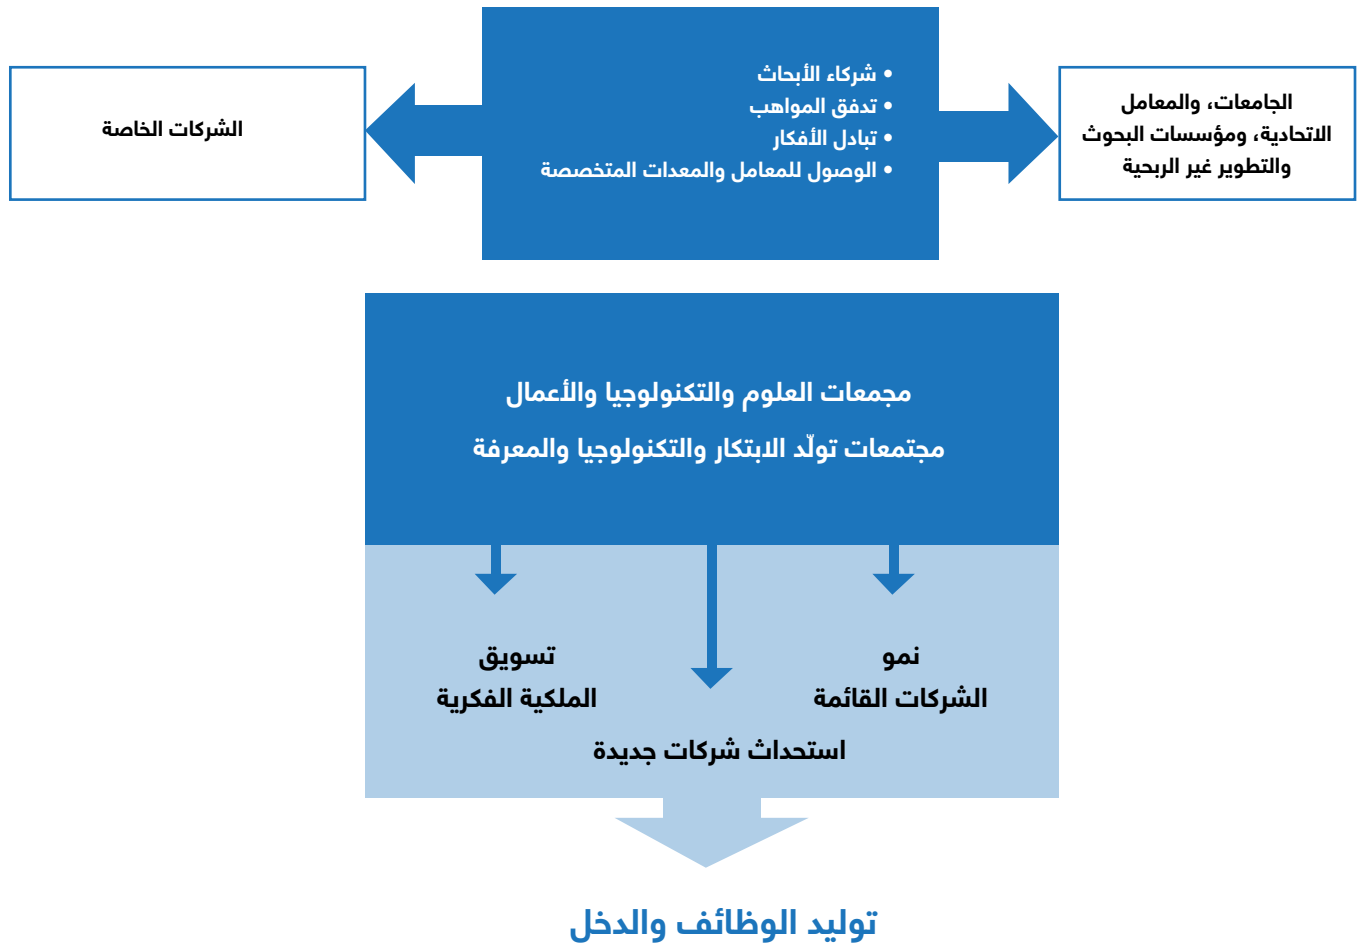 الجامعات، والمعامل
الاتحادية، ومؤسسات البحوث
والتطوير غير الربحية
• شركاء الأبحاث
• تدفق المواهب
• تبادل الأفكار
• الوصول للمعامل والمعدات المتخصصة
الشركات الخاصة
مجمعات العلوم والتكنولوجيا والأعمال
مجتمعات تولّد الابتكار والتكنولوجيا والمعرفة
نمو
الشركات القائمة
تسويق
الملكية الفكرية
استحداث شركات جديدة
توليد الوظائف والدخل